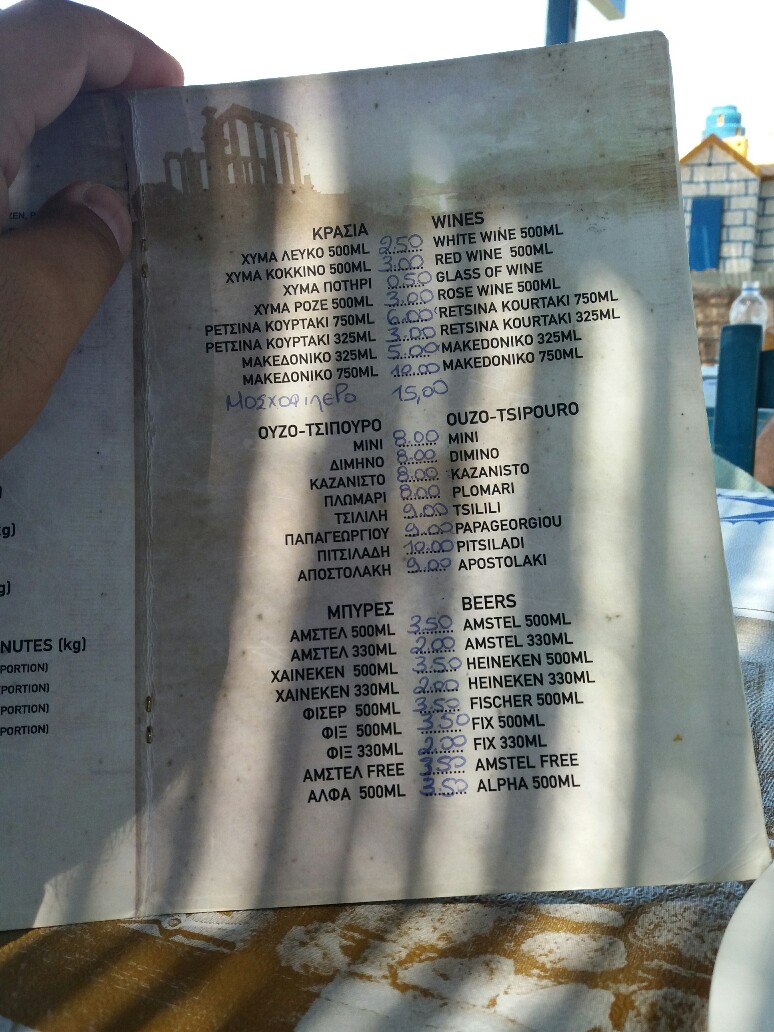 ΚΡΑΣΙΑ WINES
ΧΥΜΑ ΛΕΥΚΟ 500ML 2.50 WHITE WINE 500ML
ΧΥΜΑ ΚΟΚΚΙΝΟ 500ML 3.00 RED WINE 500ML
ΧΥΜΑ ΠΟΤΗΡΙ 0.50 GLASS OF WINE
ΧΥΜΑ ΡΟΖΕ 500ML 3.00 ROSE WINE 500ML
ΡΕΤΣΙΝΑ ΚΟΥΡΤΑΚΙ 750ML 6.00 RETSINA KOURTAKI 750ML
ΡΕΤΣΙΝΑ ΚΟΥΡΤΑΚΙ 325ML 3.00 RETSINA KOURTAKI 325ML
ΜΑΚΕΔΟΝΙΚΟ 325ML 5.00 MAKEDONIKO 325ML
ΜΑΚΕΔΟΝΙΚΟ 750ML 10.00 MAKEDONIKO 750ML
Μοσχοφιλερο 15,00
ΟΥΖΟ-ΤΣΙΠΟΥΡΟ OUZO-TSIPOURO
ΜΙΝΙ 8.00 MINI
ΔΙΜΗΝΟ 8.00 DIMINO
ΚΑΖΑΝΙΣΤΟ 8.00 KAZANISTO
ΠΛΩΜΑΡΙ 8.00 PLOMARI
ΤΣΙΛΙΛΗ 9.00 TSILILI
ΠΑΠΑΓΕΩΡΓΙΟΥ 9.00 PAPAGEORGIOU
ΠΙΤΣΙΛΑΔΗ 10.00 PITSILADI
ΑΠΟΣΤΟΛΑΚΗ 9.00 APOSTOLAKI
ΜΠΥΡΕΣ BEERS
ΑΜΣΤΕΛ 500ML 3.50 AMSTEL 500ML
ΑΜΣΤΕΛ 330ML 2.00 AMSTEL 330ML
ΧΑΙΝΕΚΕΝ 500ML 3.50 HEINEKEN 500ML
ΧΑΙΝΕΚΕΝ 330ML 2.00 HEINEKEN 330ML
ΦΙΣΕΡ 500ML 3.50 FISCHER 500ML
ΦΙΞ 500ML 3.50 FIX 500ML
ΦΙΞ 330ML 2.00 FIX 330ML
ΑΜΣΤΕΛ FREE 3.50 AMSTEL FREE
ΑΛΦΑ 500ML 3.50 ALPHA 500ML
NUTES (kg)
PORTION)
PORTION)
PORTION)
PORTION)